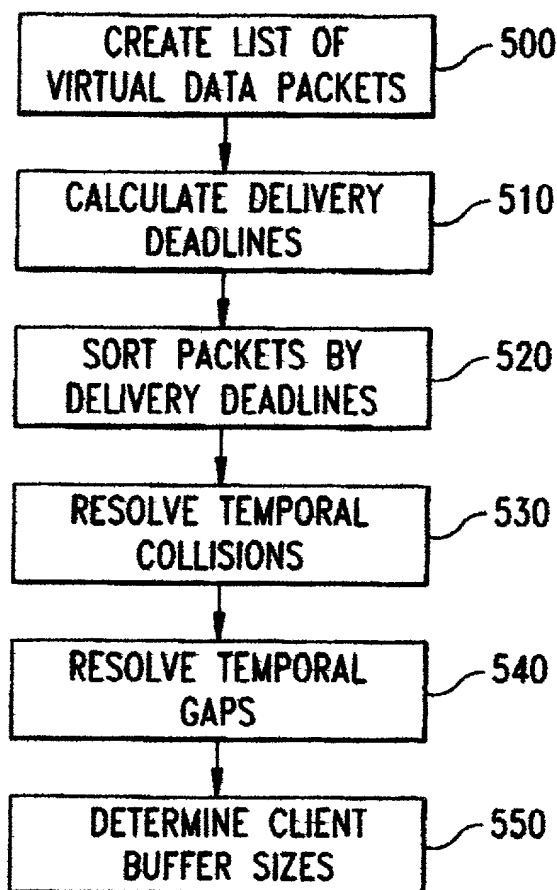 CREATE LIST OF
VIRTUAL DATA PACKETS
500
CALCULATE DELIVERY
DEADLINES
510
SORT PACKETS BY
DELIVERY DEADLINES
520
RESOLVE TEMPORAL
COLLISIONS
530
RESOLVE TEMPORAL
GAPS
540
DETERMINE CLIENT
BUFFER SIZES
550